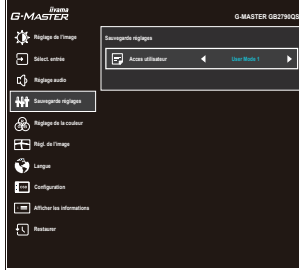 iiyama
G-MASTER
G-MASTER GB2790QS
Réglage de l'image
Sélect. entrée
Réglage audio
Sauvegarde réglages
Réglage de la couleur
Régl. de l'image
Langue
Configuration
Afficher les informations
Restaurer
Sauvegarde réglages
Acces utilisateur
User Mode 1